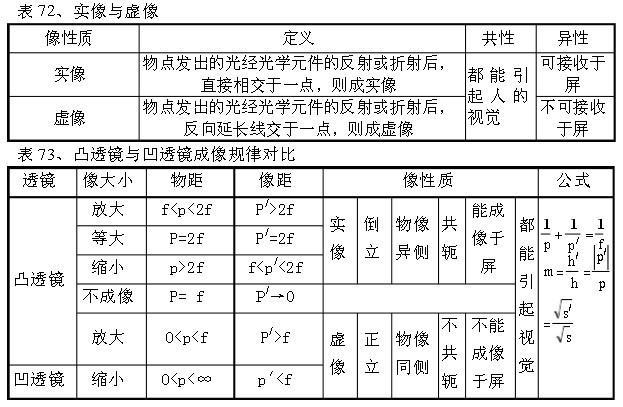 表 72、实像与虚像
像性质 定义 共性 异性
实像 物点发出的光经光学元件的反射或折射后，直接相交于一点，则成实像 都能引起人的视觉 可接收于屏
虚像 物点发出的光经光学元件的反射或折射后，反向延长线交于一点，则成虚像 不可接收于屏
表 73、凸透镜与凹透镜成像规律对比
透镜 像大小 物距 像距 像性质 公式
凸透镜 放大 f<p<2f P′>2f 实像 倒立 物像异侧 共轭 能成像于屏 都能引起视觉
等大 P=2f P′=2f
缩小 p>2f f<p′<2f
不成像 P= f P′→0
放大 0<p<f P′>f 虚像 正立 物像同侧 不共轭 不能成像于屏
凹透镜 缩小 0<p<∞ p′<f
1/p + 1/p′ = 1/f
m = h′/h = |p′|/p
= √s′/√s